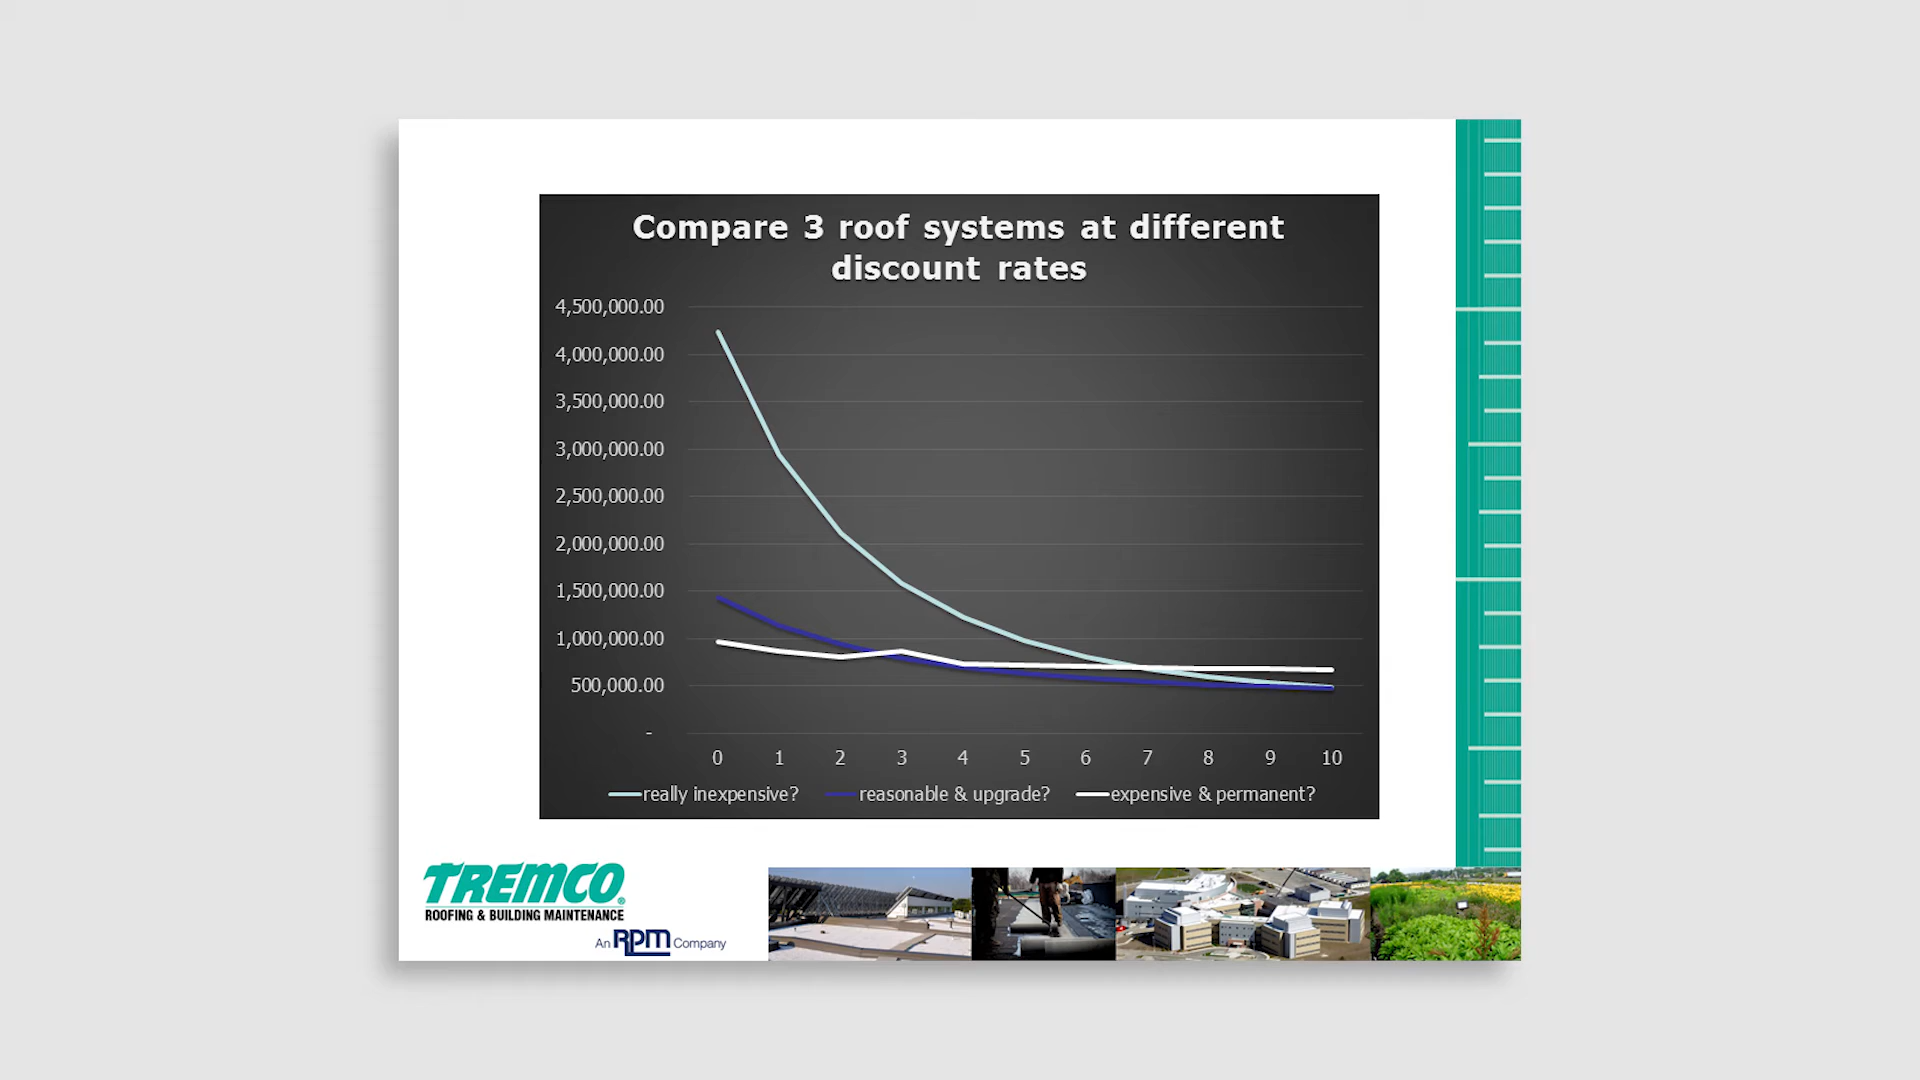 Compare 3 roof systems at different
discount rates
4,500,000.00
4,000,000.00
3,500,000.00
3,000,000.00
2,500,000.00
2,000,000.00
1,500,000.00
1,000,000.00
500,000.00
-
0 1 2 3 4 5 6 7 8 9 10
really inexpensive? reasonable & upgrade? expensive & permanent?
TREMCO®
ROOFING & BUILDING MAINTENANCE
An RPM Company